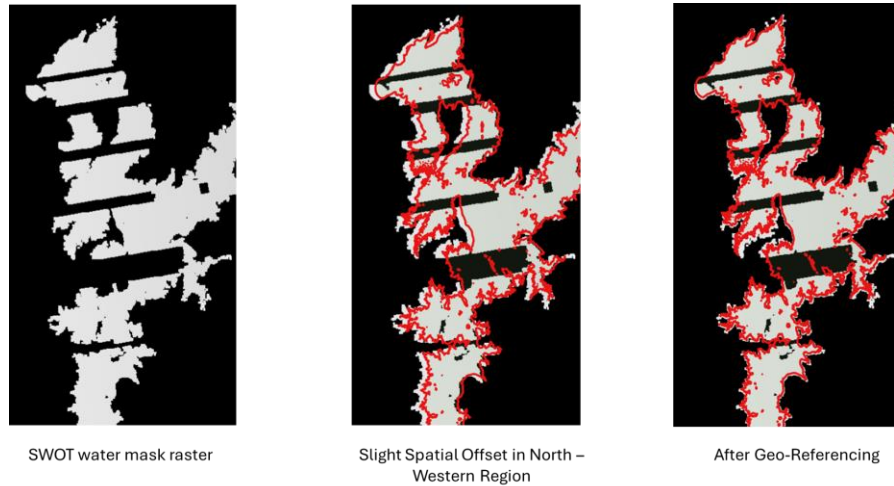 SWOT water mask raster
Slight Spatial Offset in North –
Western Region
After Geo-Referencing